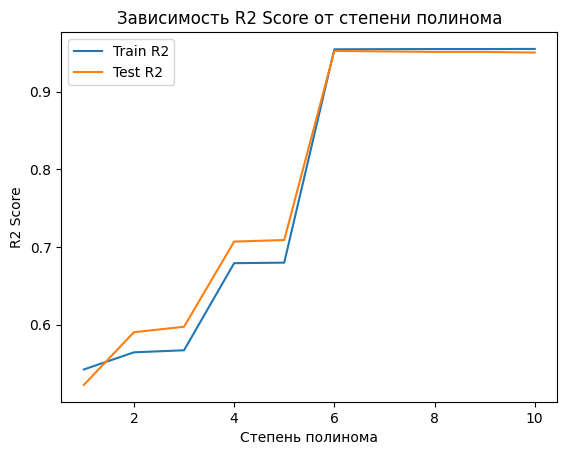 Зависимость R2 Score от степени полинома
Train R2
Test R2
0.9
0.8
0.7
0.6
R2 Score
2 4 6 8 10
Степень полинома